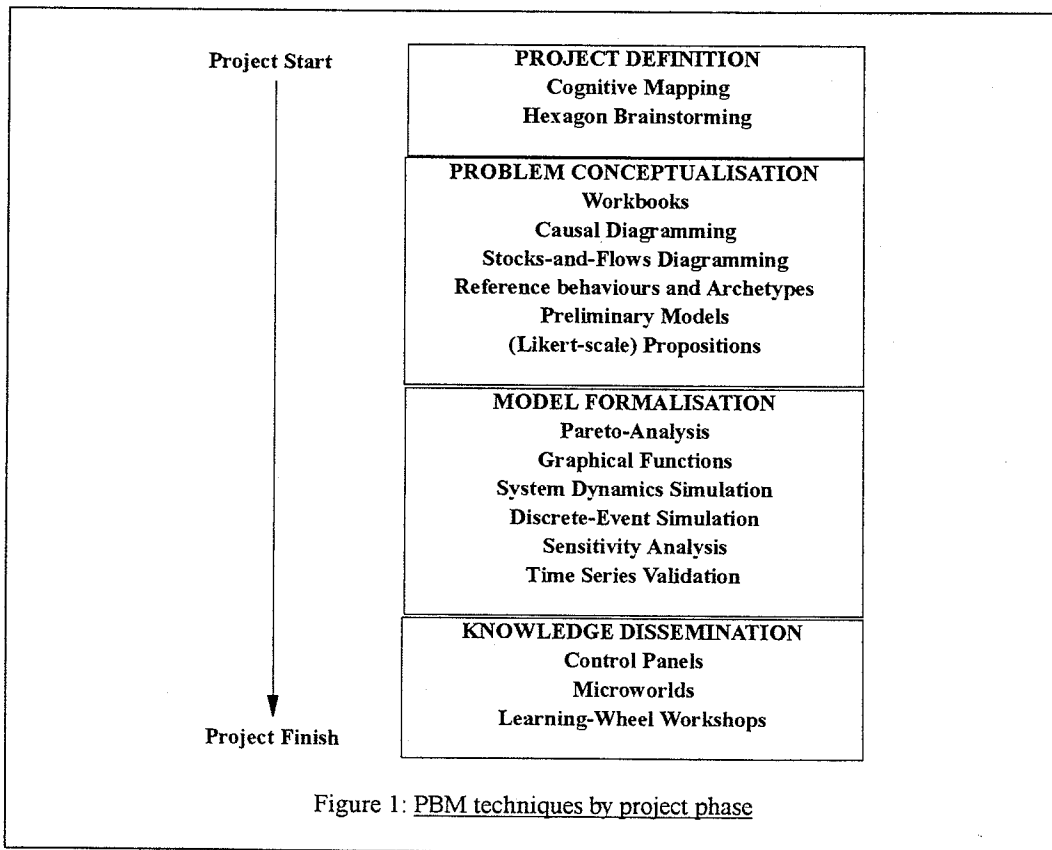 Project Start
PROJECT DEFINITION
Cognitive Mapping
Hexagon Brainstorming
PROBLEM CONCEPTUALISATION
Workbooks
Causal Diagramming
Stocks-and-Flows Diagramming
Reference behaviours and Archetypes
Preliminary Models
(Likert-scale) Propositions
MODEL FORMALISATION
Pareto-Analysis
Graphical Functions
System Dynamics Simulation
Discrete-Event Simulation
Sensitivity Analysis
Time Series Validation
KNOWLEDGE DISSEMINATION
Control Panels
Microworlds
Learning-Wheel Workshops
Project Finish
Figure 1: PBM techniques by project phase